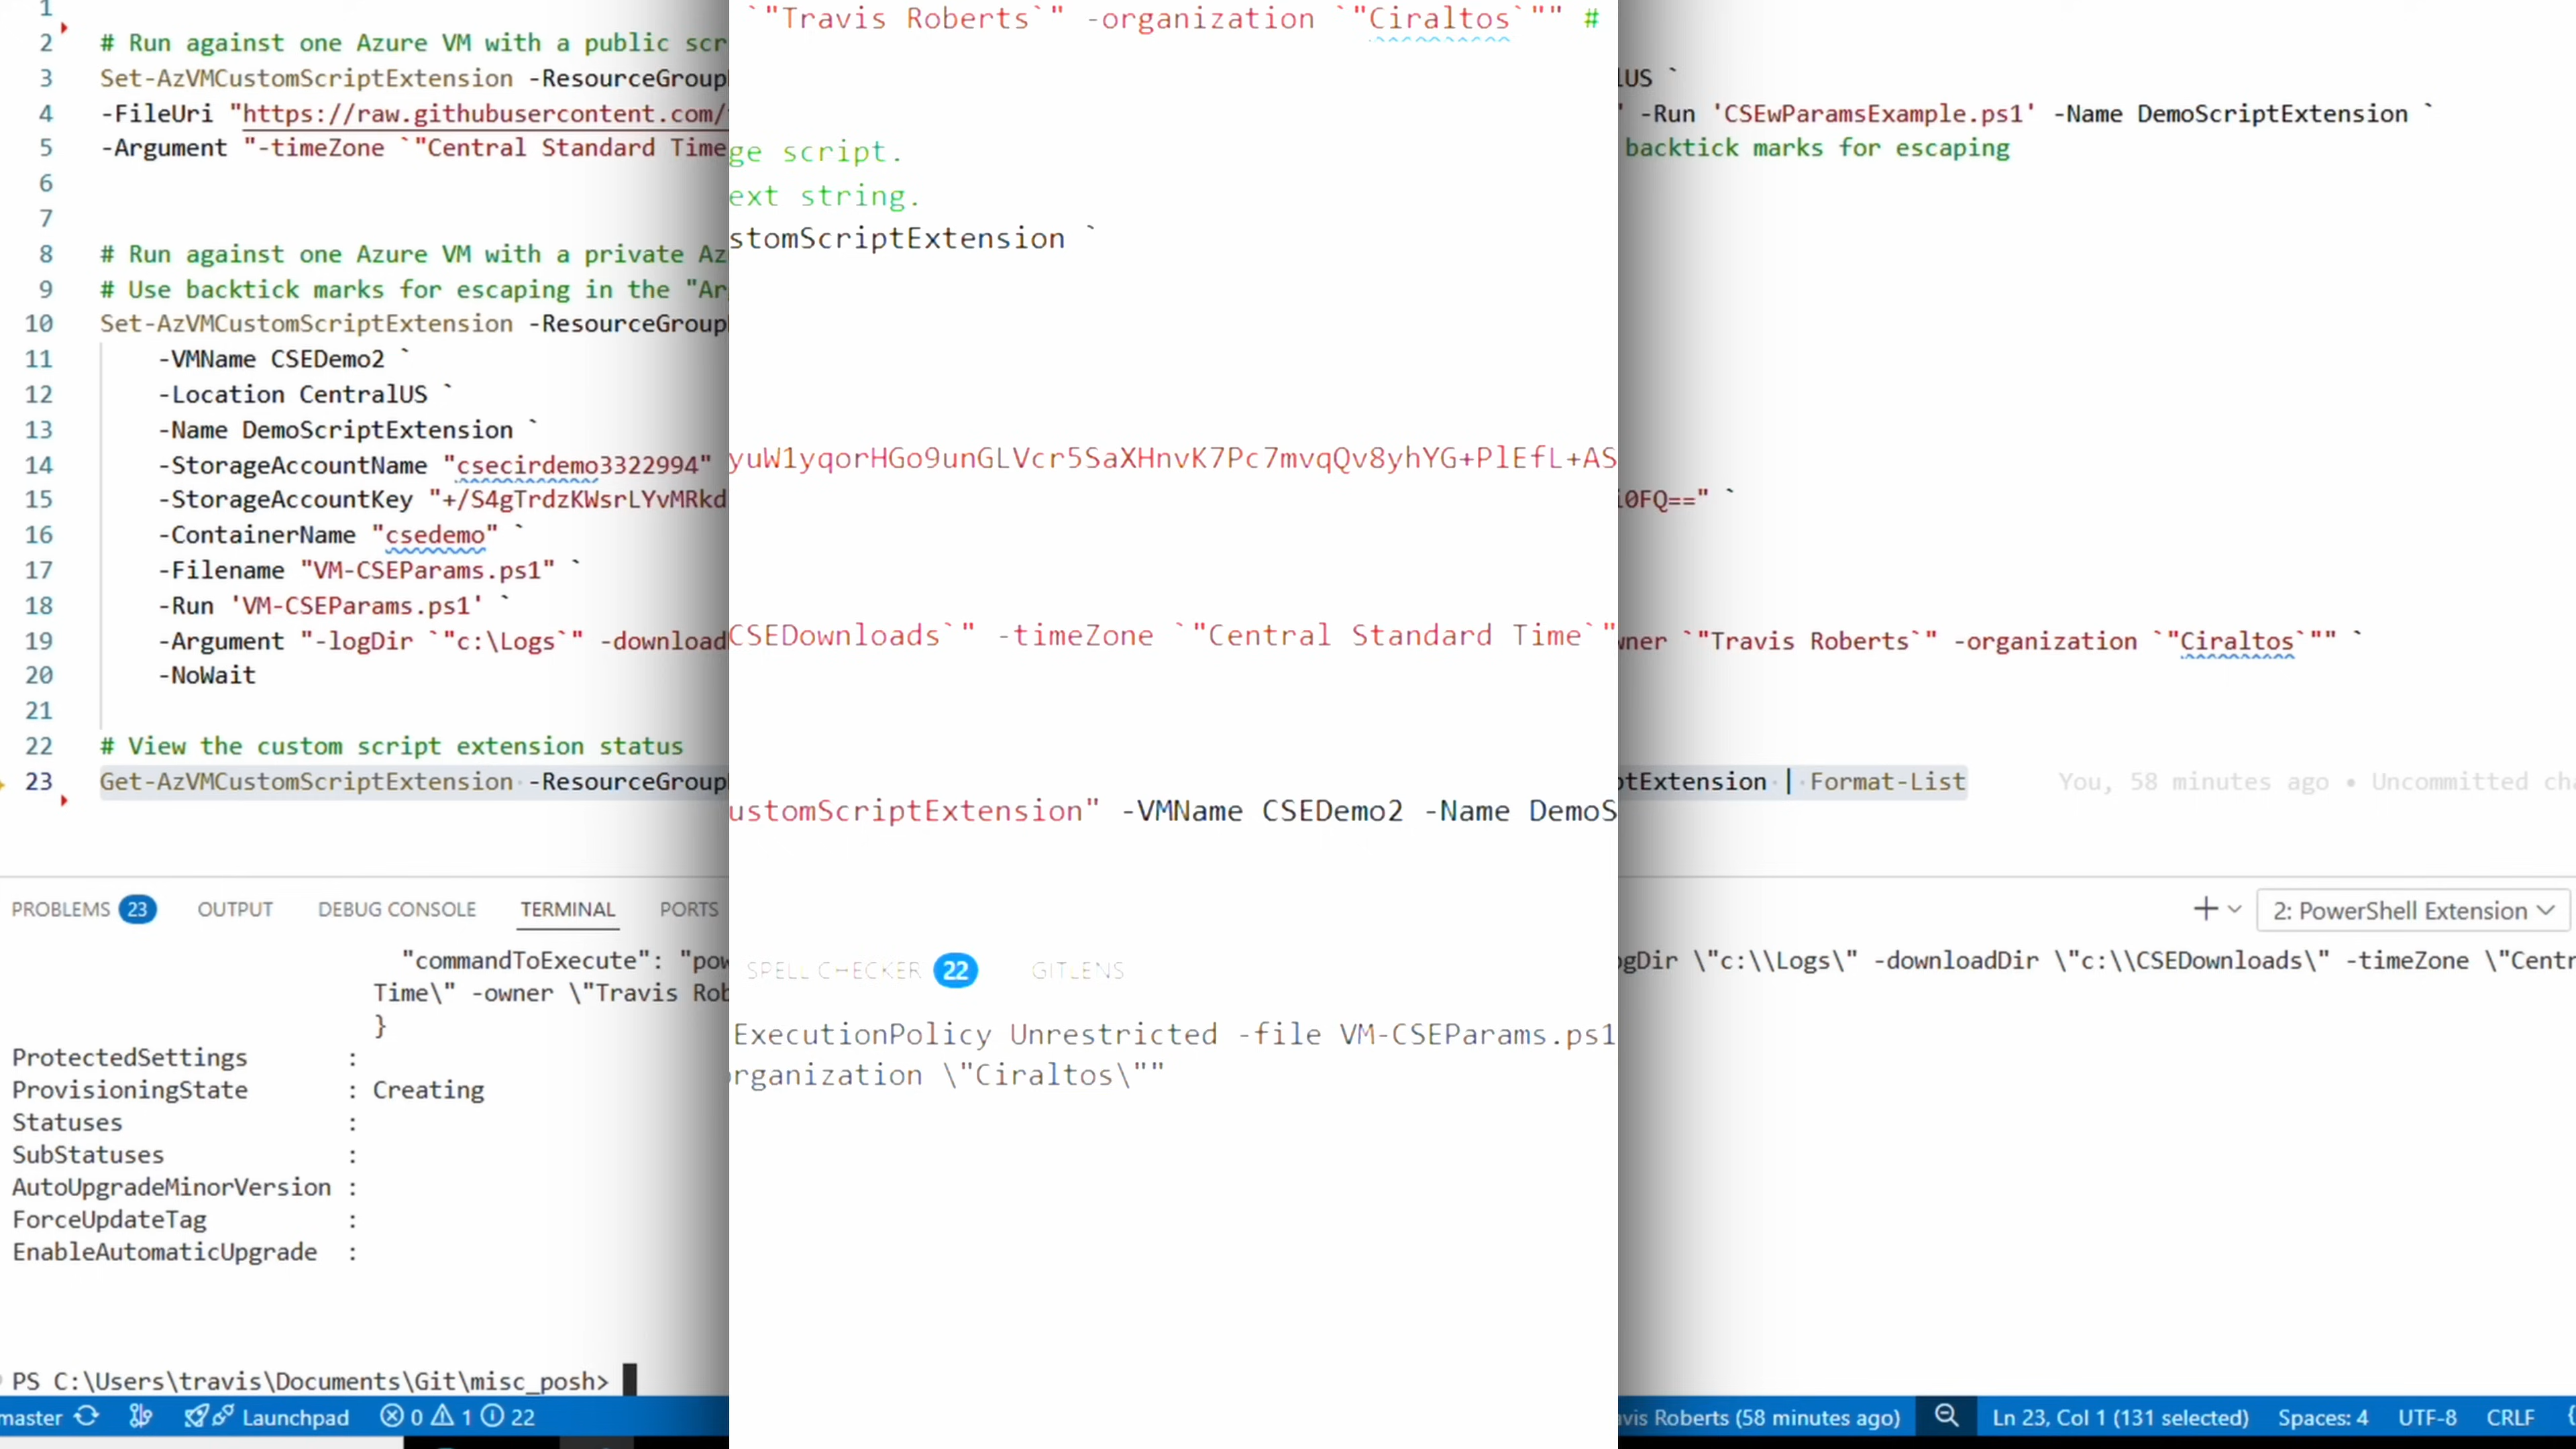 1
2 # Run against one Azure VM with a public scr
3 Set-AzVMCustomScriptExtension -ResourceGroup
4 -FileUri "https://raw.githubusercontent.com/
5 -Argument "-timeZone `"Central Standard Time
6
7
8 # Run against one Azure VM with a private Az
9 # Use backtick marks for escaping in the "Ar
10 Set-AzVMCustomScriptExtension -ResourceGroup
11 -VMName CSEDemo2 `
12 -Location CentralUS `
13 -Name DemoScriptExtension `
14 -StorageAccountName "csecirdemo3322994"
15 -StorageAccountKey "+/S4gTrdzKWsrLYvMRkd
16 -ContainerName "csedemo" `
17 -Filename "VM-CSEParams.ps1" `
18 -Run 'VM-CSEParams.ps1' `
19 -Argument "-logDir `"c:\Logs`" -download
20 -NoWait
21
22 # View the custom script extension status
23 Get-AzVMCustomScriptExtension -ResourceGroup
PROBLEMS 23 OUTPUT DEBUG CONSOLE TERMINAL PORTS
"commandToExecute": "pow
Time\" -owner \"Travis Rob
}
ProtectedSettings :
ProvisioningState : Creating
Statuses :
SubStatuses :
AutoUpgradeMinorVersion :
ForceUpdateTag :
EnableAutomaticUpgrade :
PS C:\Users\travis\Documents\Git\misc_posh>
master Launchpad 0 1 22
`"Travis Roberts`" -organization `"Ciraltos`"" #
ge script.
ext string.
stomScriptExtension `
yuW1yqorHGo9unGLVcr5SaXHnvK7Pc7mvqQv8yhYG+PlEfL+AS
CSEDownloads`" -timeZone `"Central Standard Time`"
ustomScriptExtension" -VMName CSEDemo2 -Name DemoS
SPELL CHECKER 22 GITLENS
ExecutionPolicy Unrestricted -file VM-CSEParams.ps1
rganization \"Ciraltos\""
US `
-Run 'CSEwParamsExample.ps1' -Name DemoScriptExtension `
backtick marks for escaping
0FQ==" `
wner `"Travis Roberts`" -organization `"Ciraltos`"" `
ptExtension | Format-List You, 58 minutes ago • Uncommitted cha
+ 2: PowerShell Extension
ogDir \"c:\\Logs\" -downloadDir \"c:\\CSEDownloads\" -timeZone \"Centr
vis Roberts (58 minutes ago) Ln 23, Col 1 (131 selected) Spaces: 4 UTF-8 CRLF {